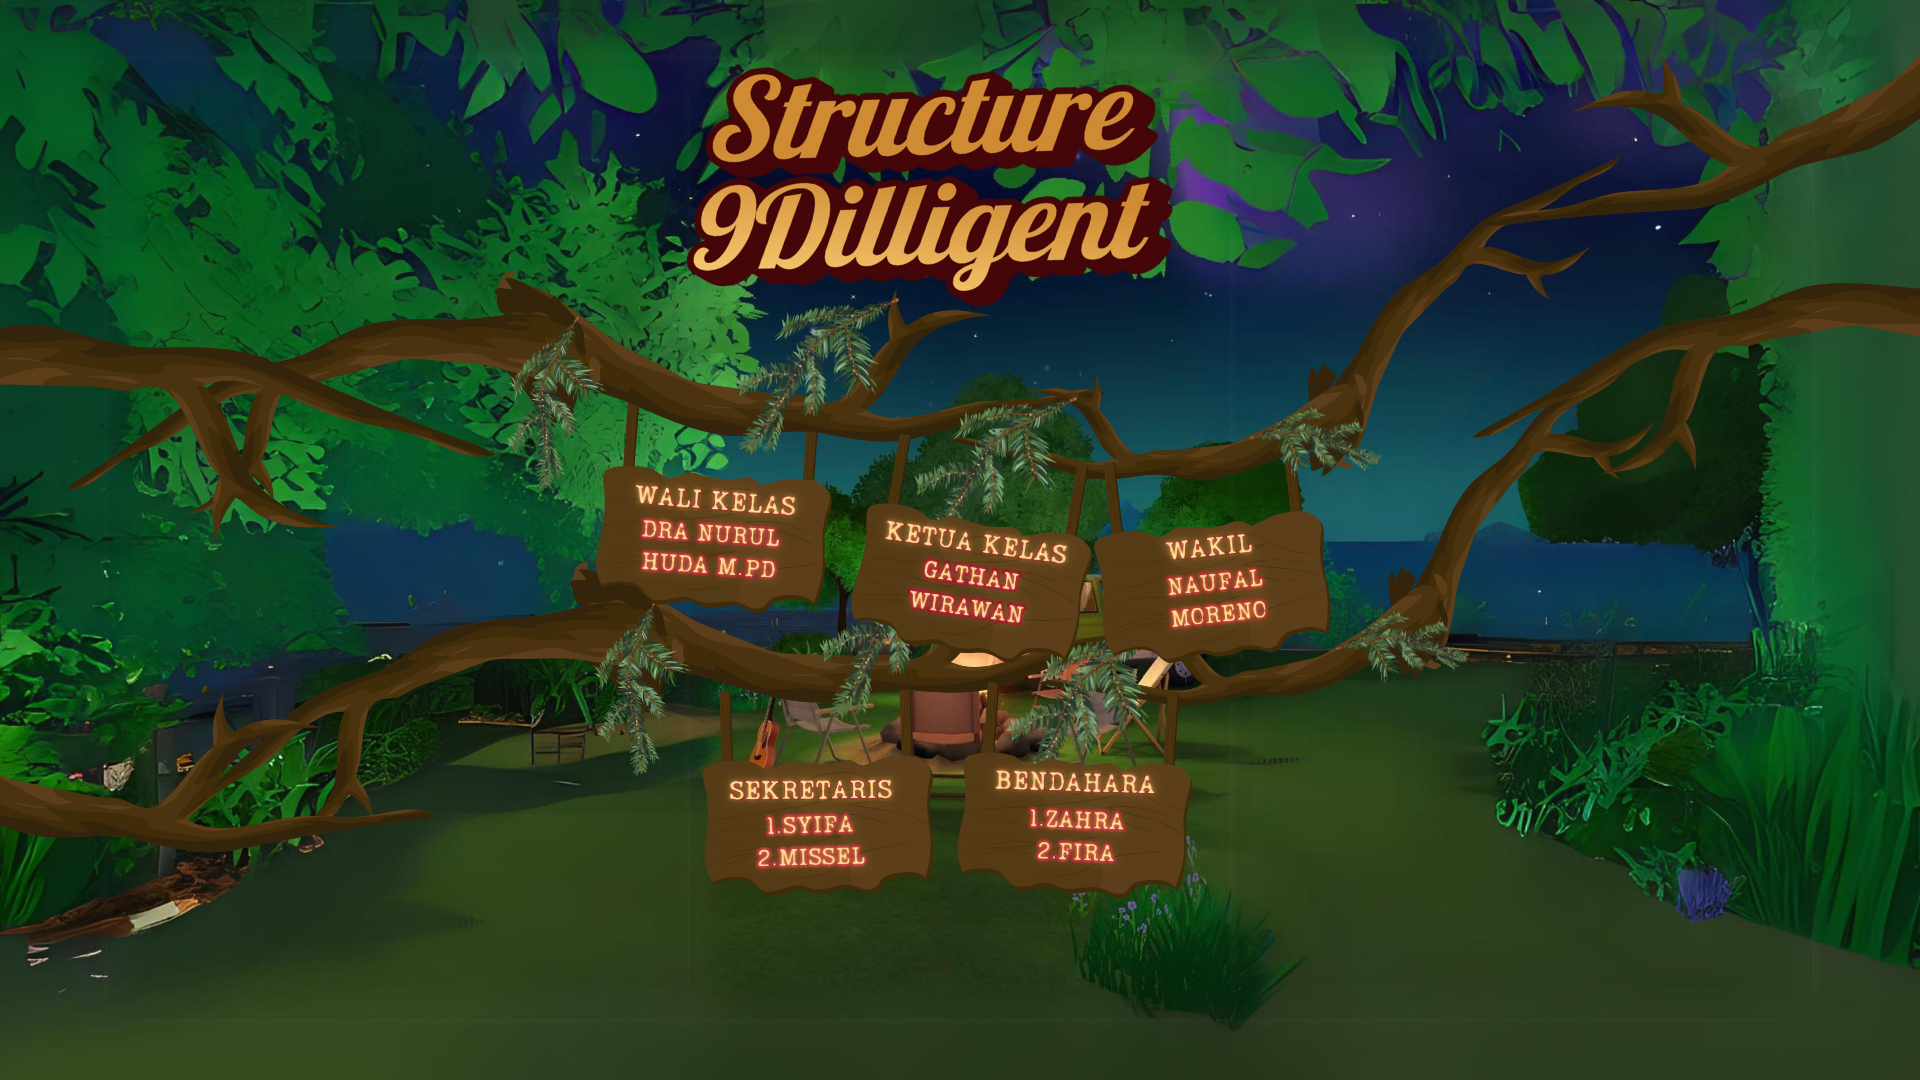 Structure
9Dilligent
WALI KELAS
DRA NURUL
HUDA M.PD
KETUA KELAS
GATHAN
WIRAWAN
WAKIL
NAUFAL
MORENO
SEKRETARIS
1.SYIFA
2.MISSEL
BENDAHARA
1.ZAHRA
2.FIRA